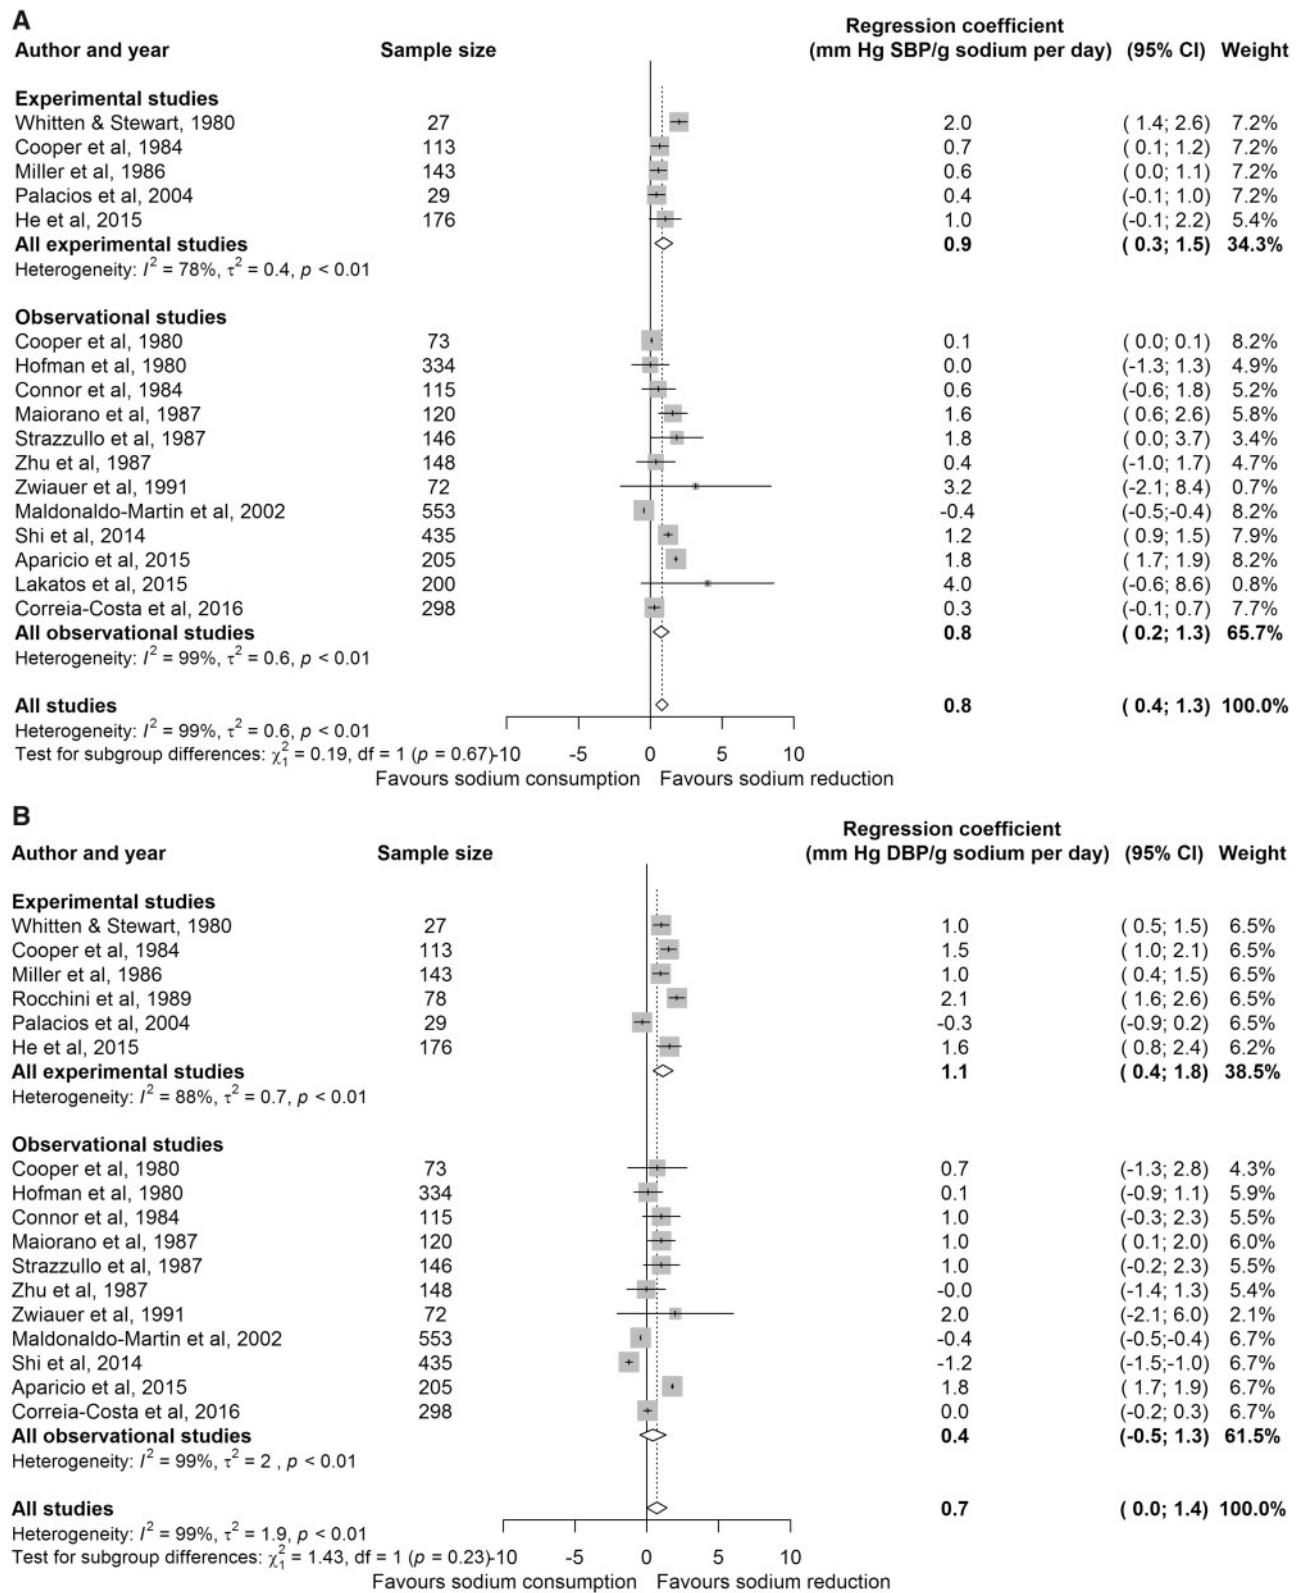 A
Regression coefficient
Author and year Sample size (mm Hg SBP/g sodium per day) (95% CI) Weight
Experimental studies
Whitten & Stewart, 1980 27 2.0 ( 1.4; 2.6) 7.2%
Cooper et al, 1984 113 0.7 ( 0.1; 1.2) 7.2%
Miller et al, 1986 143 0.6 ( 0.0; 1.1) 7.2%
Palacios et al, 2004 29 0.4 (-0.1; 1.0) 7.2%
He et al, 2015 176 1.0 (-0.1; 2.2) 5.4%
All experimental studies 0.9 ( 0.3; 1.5) 34.3%
Heterogeneity: I² = 78%, τ² = 0.4, p < 0.01
Observational studies
Cooper et al, 1980 73 0.1 ( 0.0; 0.1) 8.2%
Hofman et al, 1980 334 0.0 (-1.3; 1.3) 4.9%
Connor et al, 1984 115 0.6 (-0.6; 1.8) 5.2%
Maiorano et al, 1987 120 1.6 ( 0.6; 2.6) 5.8%
Strazzullo et al, 1987 146 1.8 ( 0.0; 3.7) 3.4%
Zhu et al, 1987 148 0.4 (-1.0; 1.7) 4.7%
Zwiauer et al, 1991 72 3.2 (-2.1; 8.4) 0.7%
Maldonaldo-Martin et al, 2002 553 -0.4 (-0.5;-0.4) 8.2%
Shi et al, 2014 435 1.2 ( 0.9; 1.5) 7.9%
Aparicio et al, 2015 205 1.8 ( 1.7; 1.9) 8.2%
Lakatos et al, 2015 200 4.0 (-0.6; 8.6) 0.8%
Correia-Costa et al, 2016 298 0.3 (-0.1; 0.7) 7.7%
All observational studies 0.8 ( 0.2; 1.3) 65.7%
Heterogeneity: I² = 99%, τ² = 0.6, p < 0.01
All studies 0.8 ( 0.4; 1.3) 100.0%
Heterogeneity: I² = 99%, τ² = 0.6, p < 0.01
Test for subgroup differences: χ₁² = 0.19, df = 1 (p = 0.67) -10 -5 0 5 10
Favours sodium consumption Favours sodium reduction
B
Regression coefficient
Author and year Sample size (mm Hg DBP/g sodium per day) (95% CI) Weight
Experimental studies
Whitten & Stewart, 1980 27 1.0 ( 0.5; 1.5) 6.5%
Cooper et al, 1984 113 1.5 ( 1.0; 2.1) 6.5%
Miller et al, 1986 143 1.0 ( 0.4; 1.5) 6.5%
Rocchini et al, 1989 78 2.1 ( 1.6; 2.6) 6.5%
Palacios et al, 2004 29 -0.3 (-0.9; 0.2) 6.5%
He et al, 2015 176 1.6 ( 0.8; 2.4) 6.2%
All experimental studies 1.1 ( 0.4; 1.8) 38.5%
Heterogeneity: I² = 88%, τ² = 0.7, p < 0.01
Observational studies
Cooper et al, 1980 73 0.7 (-1.3; 2.8) 4.3%
Hofman et al, 1980 334 0.1 (-0.9; 1.1) 5.9%
Connor et al, 1984 115 1.0 (-0.3; 2.3) 5.5%
Maiorano et al, 1987 120 1.0 ( 0.1; 2.0) 6.0%
Strazzullo et al, 1987 146 1.0 (-0.2; 2.3) 5.5%
Zhu et al, 1987 148 -0.0 (-1.4; 1.3) 5.4%
Zwiauer et al, 1991 72 2.0 (-2.1; 6.0) 2.1%
Maldonaldo-Martin et al, 2002 553 -0.4 (-0.5;-0.4) 6.7%
Shi et al, 2014 435 -1.2 (-1.5;-1.0) 6.7%
Aparicio et al, 2015 205 1.8 ( 1.7; 1.9) 6.7%
Correia-Costa et al, 2016 298 0.0 (-0.2; 0.3) 6.7%
All observational studies 0.4 (-0.5; 1.3) 61.5%
Heterogeneity: I² = 99%, τ² = 2 , p < 0.01
All studies 0.7 ( 0.0; 1.4) 100.0%
Heterogeneity: I² = 99%, τ² = 1.9, p < 0.01
Test for subgroup differences: χ₁² = 1.43, df = 1 (p = 0.23) -10 -5 0 5 10
Favours sodium consumption Favours sodium reduction